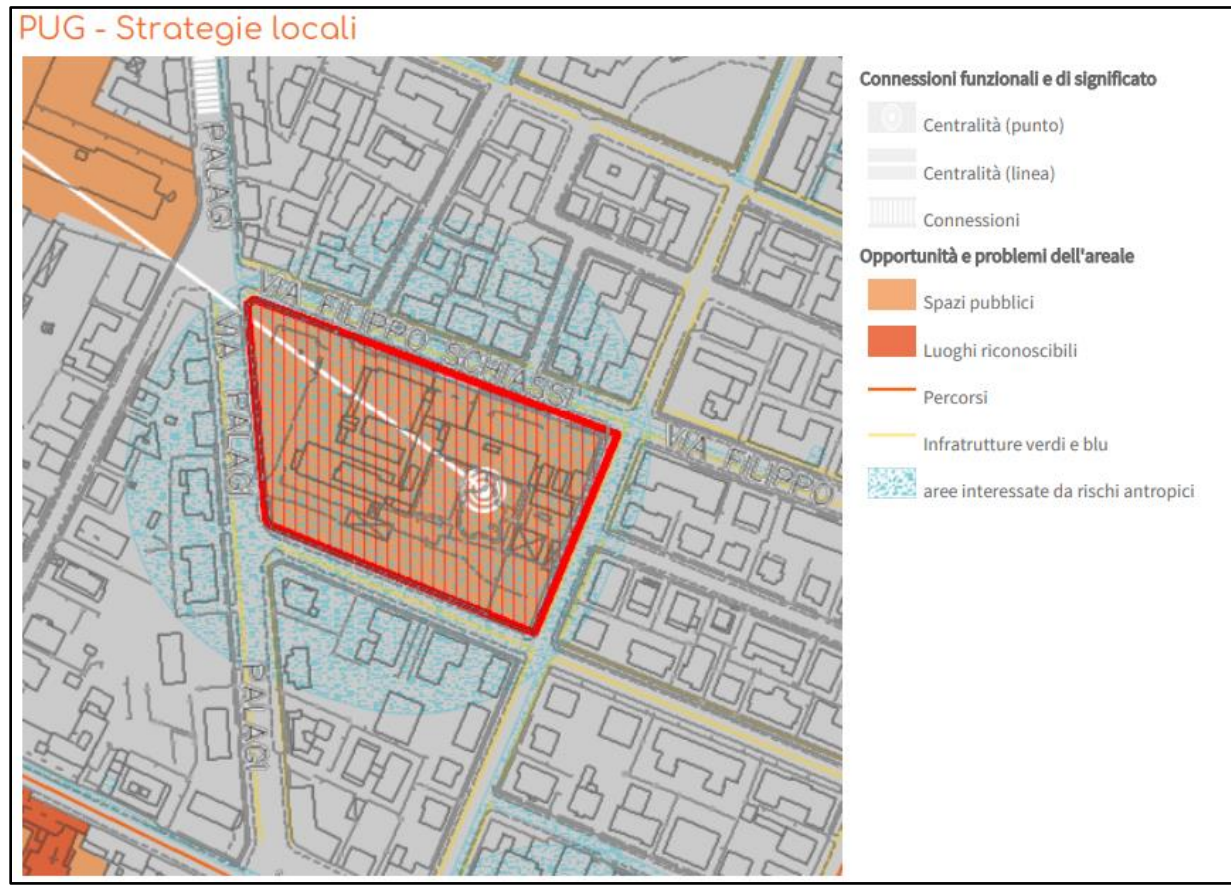 PUG - Strategie locali
PALAGI
VIA FILIPPO SCHIASSI
VIA PALAGI
VIA FILIPPO
PALAGI
Connessioni funzionali e di significato
Centralità (punto)
Centralità (linea)
Connessioni
Opportunità e problemi dell'areale
Spazi pubblici
Luoghi riconoscibili
Percorsi
Infratrutture verdi e blu
aree interessate da rischi antropici